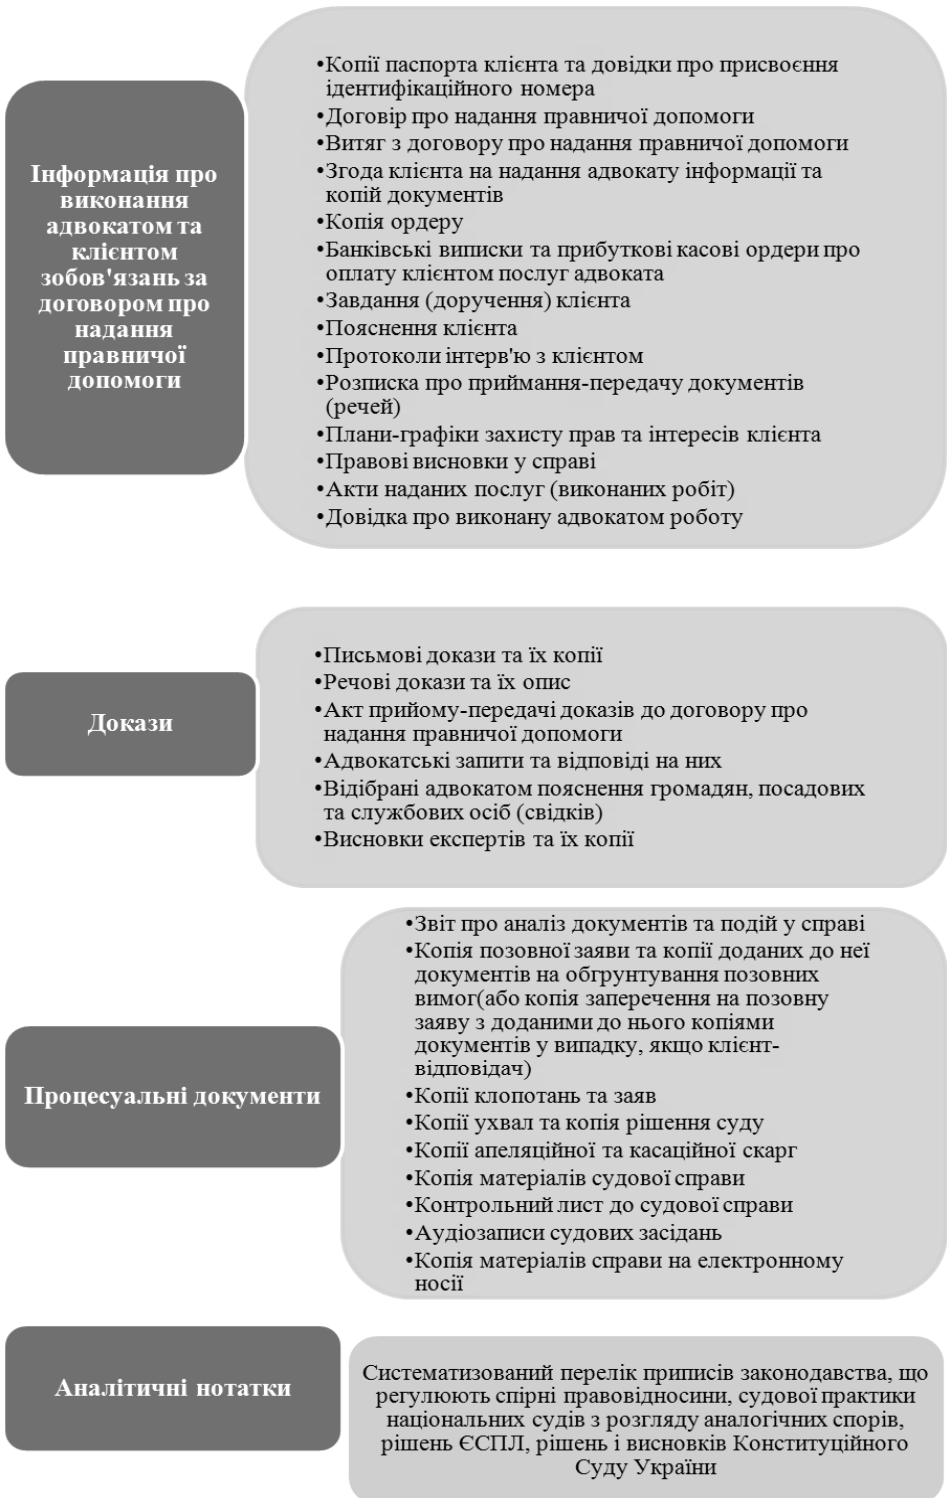 Інформація про
виконання
адвокатом та
клієнтом
зобов'язань за
договором про
надання
правничої
допомоги
•Копії паспорта клієнта та довідки про присвоєння
ідентифікаційного номера
•Договір про надання правничої допомоги
•Витяг з договору про надання правничої допомоги
•Згода клієнта на надання адвокату інформації та
копій документів
•Копія ордеру
•Банківські виписки та прибуткові касові ордери про
оплату клієнтом послуг адвоката
•Завдання (доручення) клієнта
•Пояснення клієнта
•Протоколи інтерв'ю з клієнтом
•Розписка про приймання-передачу документів
(речей)
•Плани-графіки захисту прав та інтересів клієнта
•Правові висновки у справі
•Акти наданих послуг (виконаних робіт)
•Довідка про виконану адвокатом роботу
Докази
•Письмові докази та їх копії
•Речові докази та їх опис
•Акт прийому-передачі доказів до договору про
надання правничої допомоги
•Адвокатські запити та відповіді на них
•Відібрані адвокатом пояснення громадян, посадових
та службових осіб (свідків)
•Висновки експертів та їх копії
Процесуальні документи
•Звіт про аналіз документів та подій у справі
•Копія позовної заяви та копії доданих до неї
документів на обгрунтування позовних
вимог(або копія заперечення на позовну
заяву з доданими до нього копіями
документів у випадку, якщо клієнт-
відповідач)
•Копії клопотань та заяв
•Копії ухвал та копія рішення суду
•Копії апеляційної та касаційної скарг
•Копія матеріалів судової справи
•Контрольний лист до судової справи
•Аудіозаписи судових засідань
•Копія матеріалів справи на електронному
носії
Аналітичні нотатки
Систематизований перелік приписів законодавства, що
регулюють спірні правовідносини, судової практики
національних судів з розгляду аналогічних спорів,
рішень ЄСПЛ, рішень і висновків Конституційного
Суду України